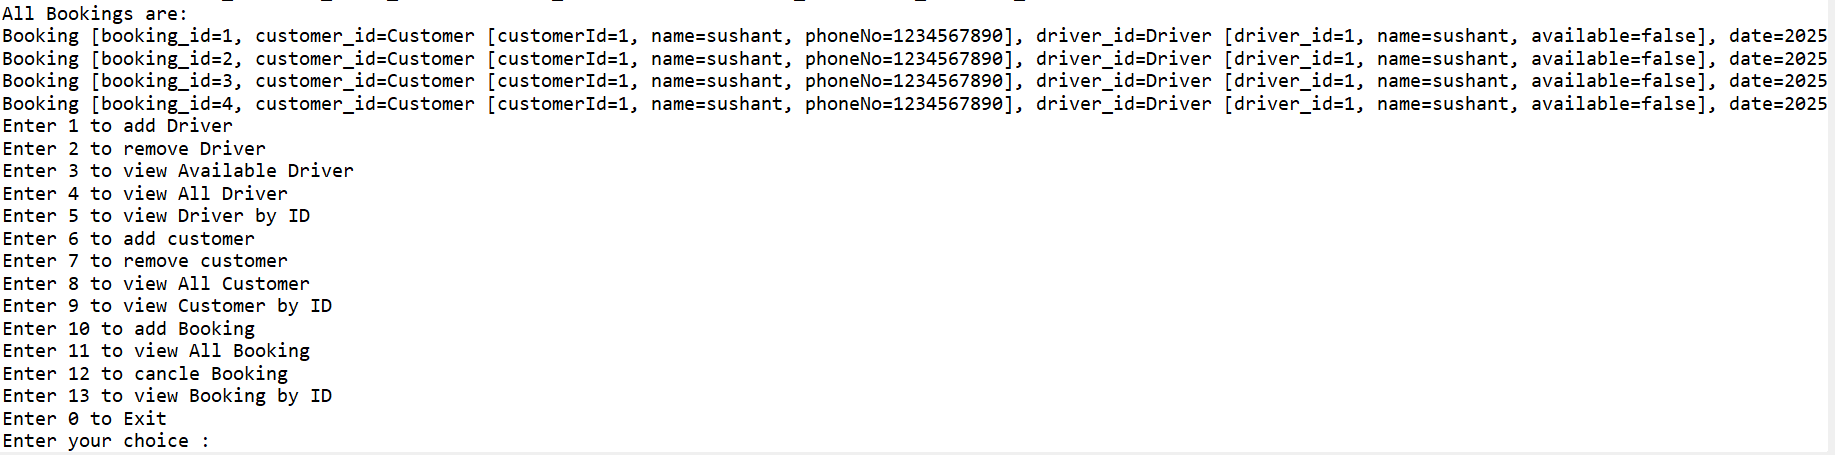 All Bookings are:
Booking [booking_id=1, customer_id=Customer [customerId=1, name=sushant, phoneNo=1234567890], driver_id=Driver [driver_id=1, name=sushant, available=false], date=2025
Booking [booking_id=2, customer_id=Customer [customerId=1, name=sushant, phoneNo=1234567890], driver_id=Driver [driver_id=1, name=sushant, available=false], date=2025
Booking [booking_id=3, customer_id=Customer [customerId=1, name=sushant, phoneNo=1234567890], driver_id=Driver [driver_id=1, name=sushant, available=false], date=2025
Booking [booking_id=4, customer_id=Customer [customerId=1, name=sushant, phoneNo=1234567890], driver_id=Driver [driver_id=1, name=sushant, available=false], date=2025
Enter 1 to add Driver
Enter 2 to remove Driver
Enter 3 to view Available Driver
Enter 4 to view All Driver
Enter 5 to view Driver by ID
Enter 6 to add customer
Enter 7 to remove customer
Enter 8 to view All Customer
Enter 9 to view Customer by ID
Enter 10 to add Booking
Enter 11 to view All Booking
Enter 12 to cancle Booking
Enter 13 to view Booking by ID
Enter 0 to Exit
Enter your choice :